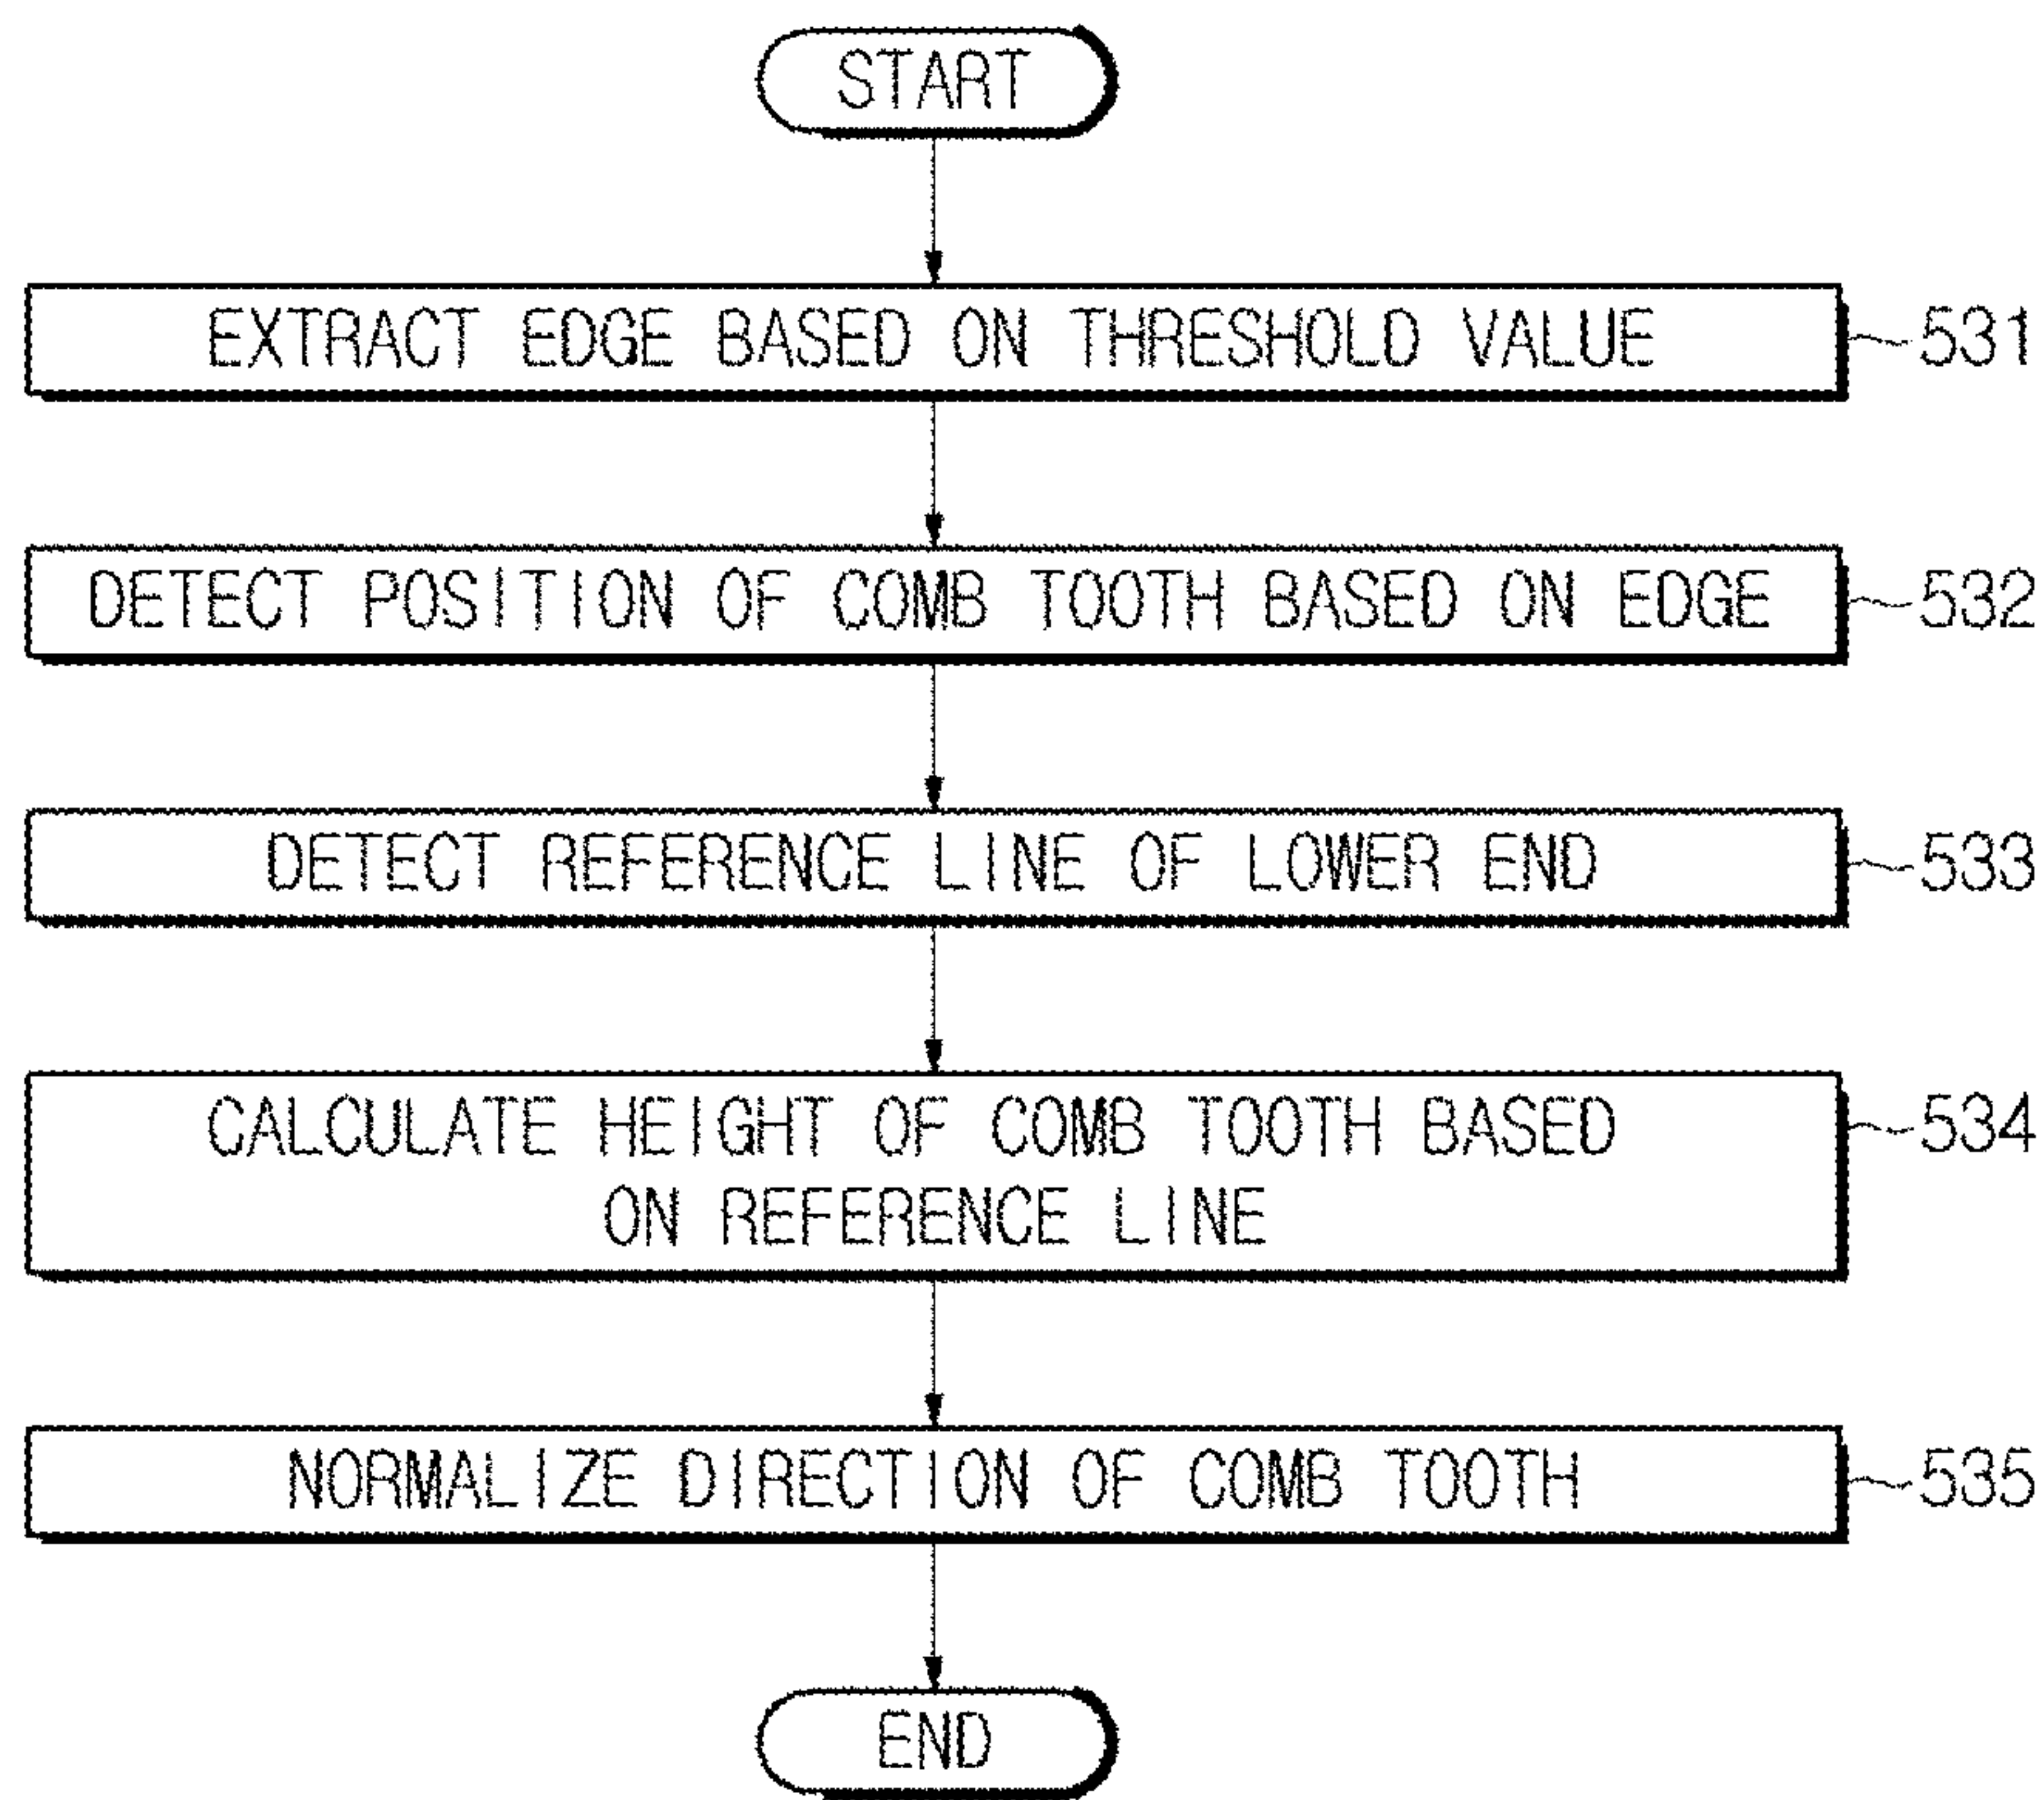 START
EXTRACT EDGE BASED ON THRESHOLD VALUE
531
DETECT POSITION OF COMB TOOTH BASED ON EDGE
532
DETECT REFERENCE LINE OF LOWER END
533
CALCULATE HEIGHT OF COMB TOOTH BASED
534
ON REFERENCE LINE
NORMALIZE DIRECTION OF COMB TOOTH
535
END